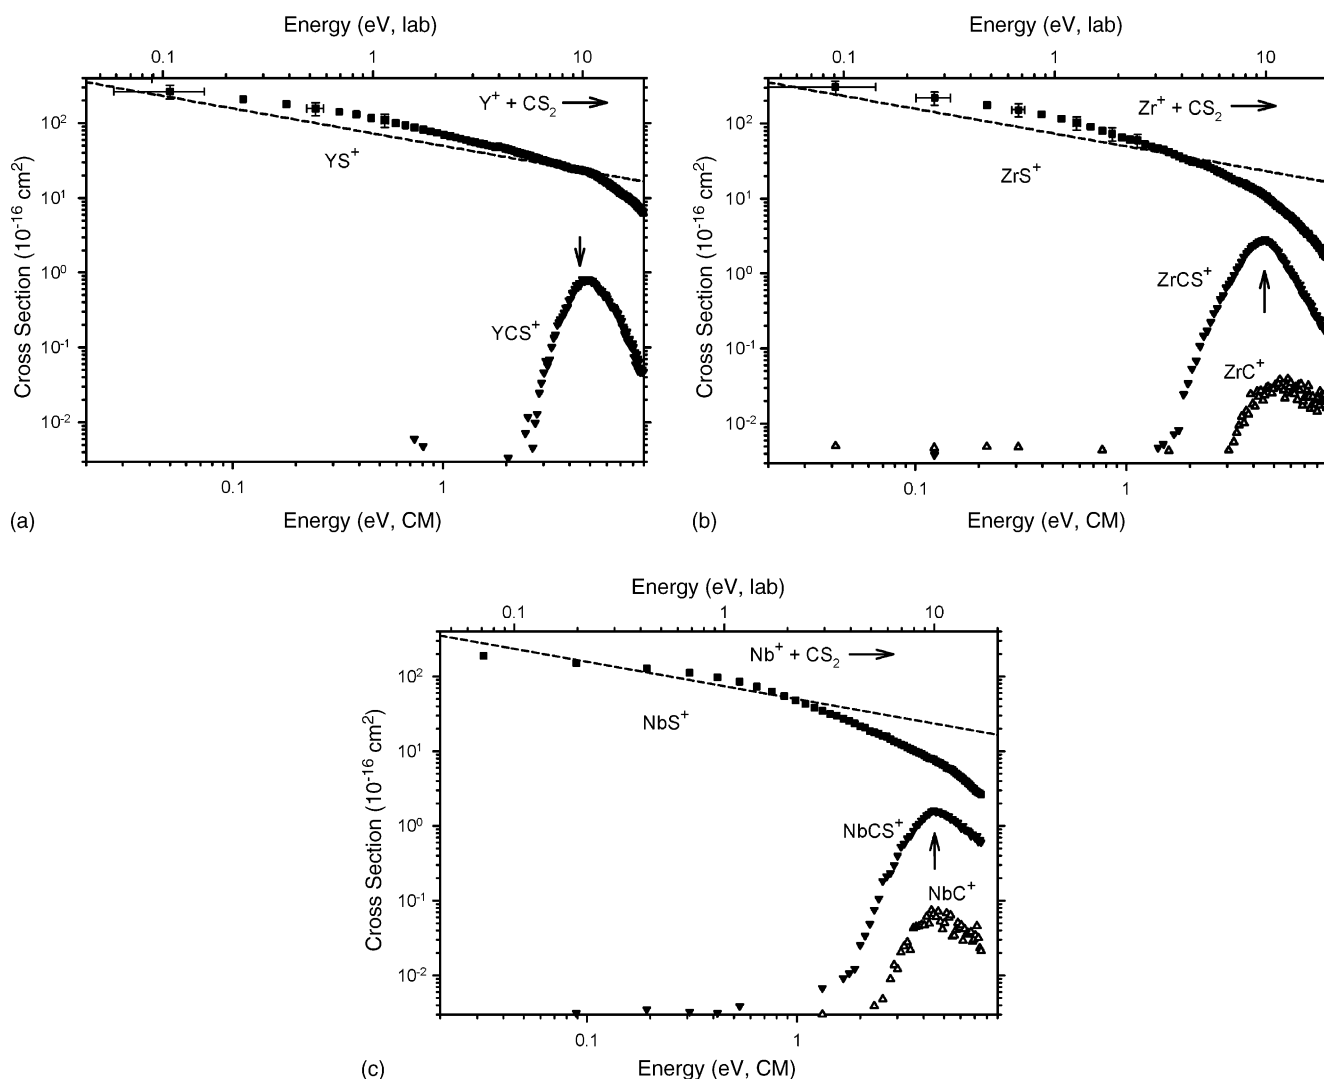 Energy (eV, lab)
0.1 1 10
Y⁺ + CS₂
10² 10¹ 10⁰ 10⁻¹ 10⁻²
Cross Section (10⁻¹⁶ cm²)
YS⁺
YCS⁺
0.1 1
(a) Energy (eV, CM)
Energy (eV, lab)
0.1 1 10
Zr⁺ + CS₂
10² 10¹ 10⁰ 10⁻¹ 10⁻²
Cross Section (10⁻¹⁶ cm²)
ZrS⁺
ZrCS⁺
ZrC⁺
0.1 1
(b) Energy (eV, CM)
Energy (eV, lab)
0.1 1 10
Nb⁺ + CS₂
10² 10¹ 10⁰ 10⁻¹ 10⁻²
Cross Section (10⁻¹⁶ cm²)
NbS⁺
NbCS⁺
NbC⁺
0.1 1
(c) Energy (eV, CM)